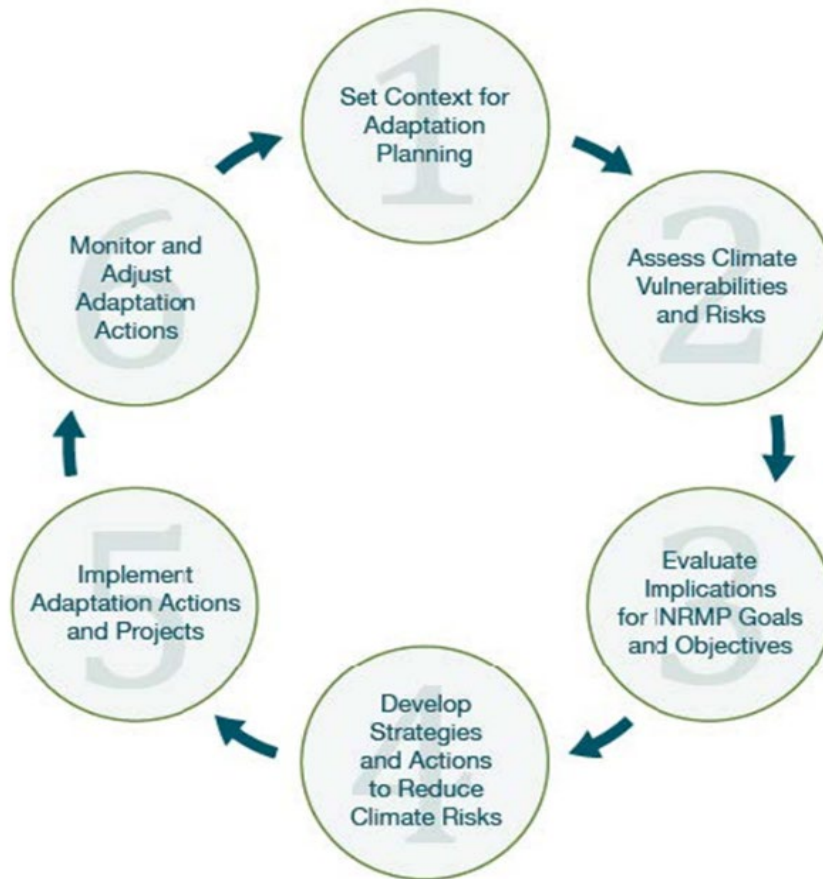 1
Set Context for
Adaptation
Planning
2
Assess Climate
Vulnerabilities
and Risks
3
Evaluate
Implications
for INRMP Goals
and Objectives
4
Develop
Strategies
and Actions
to Reduce
Climate Risks
5
Implement
Adaptation Actions
and Projects
6
Monitor and
Adjust
Adaptation
Actions